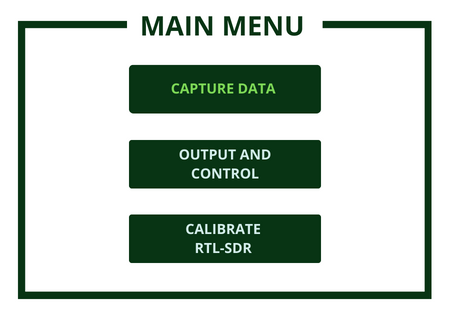 MAIN MENU
CAPTURE DATA
OUTPUT AND
CONTROL
CALIBRATE
RTL-SDR